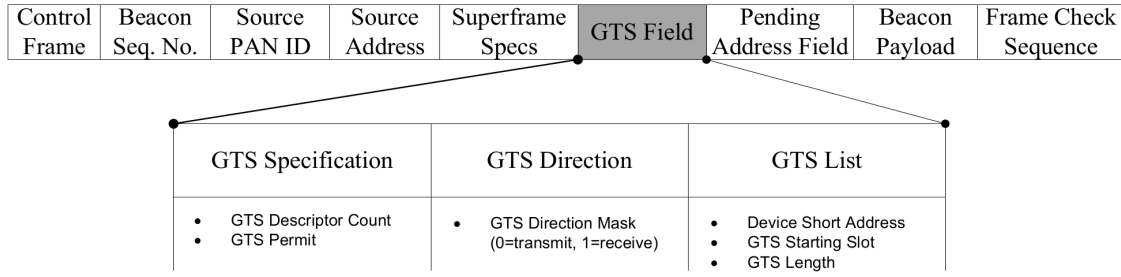 Control Frame
Beacon Seq. No.
Source PAN ID
Source Address
Superframe Specs
GTS Field
Pending Address Field
Beacon Payload
Frame Check Sequence
GTS Specification
GTS Direction
GTS List
• GTS Descriptor Count
• GTS Permit
• GTS Direction Mask
(0=transmit, 1=receive)
• Device Short Address
• GTS Starting Slot
• GTS Length